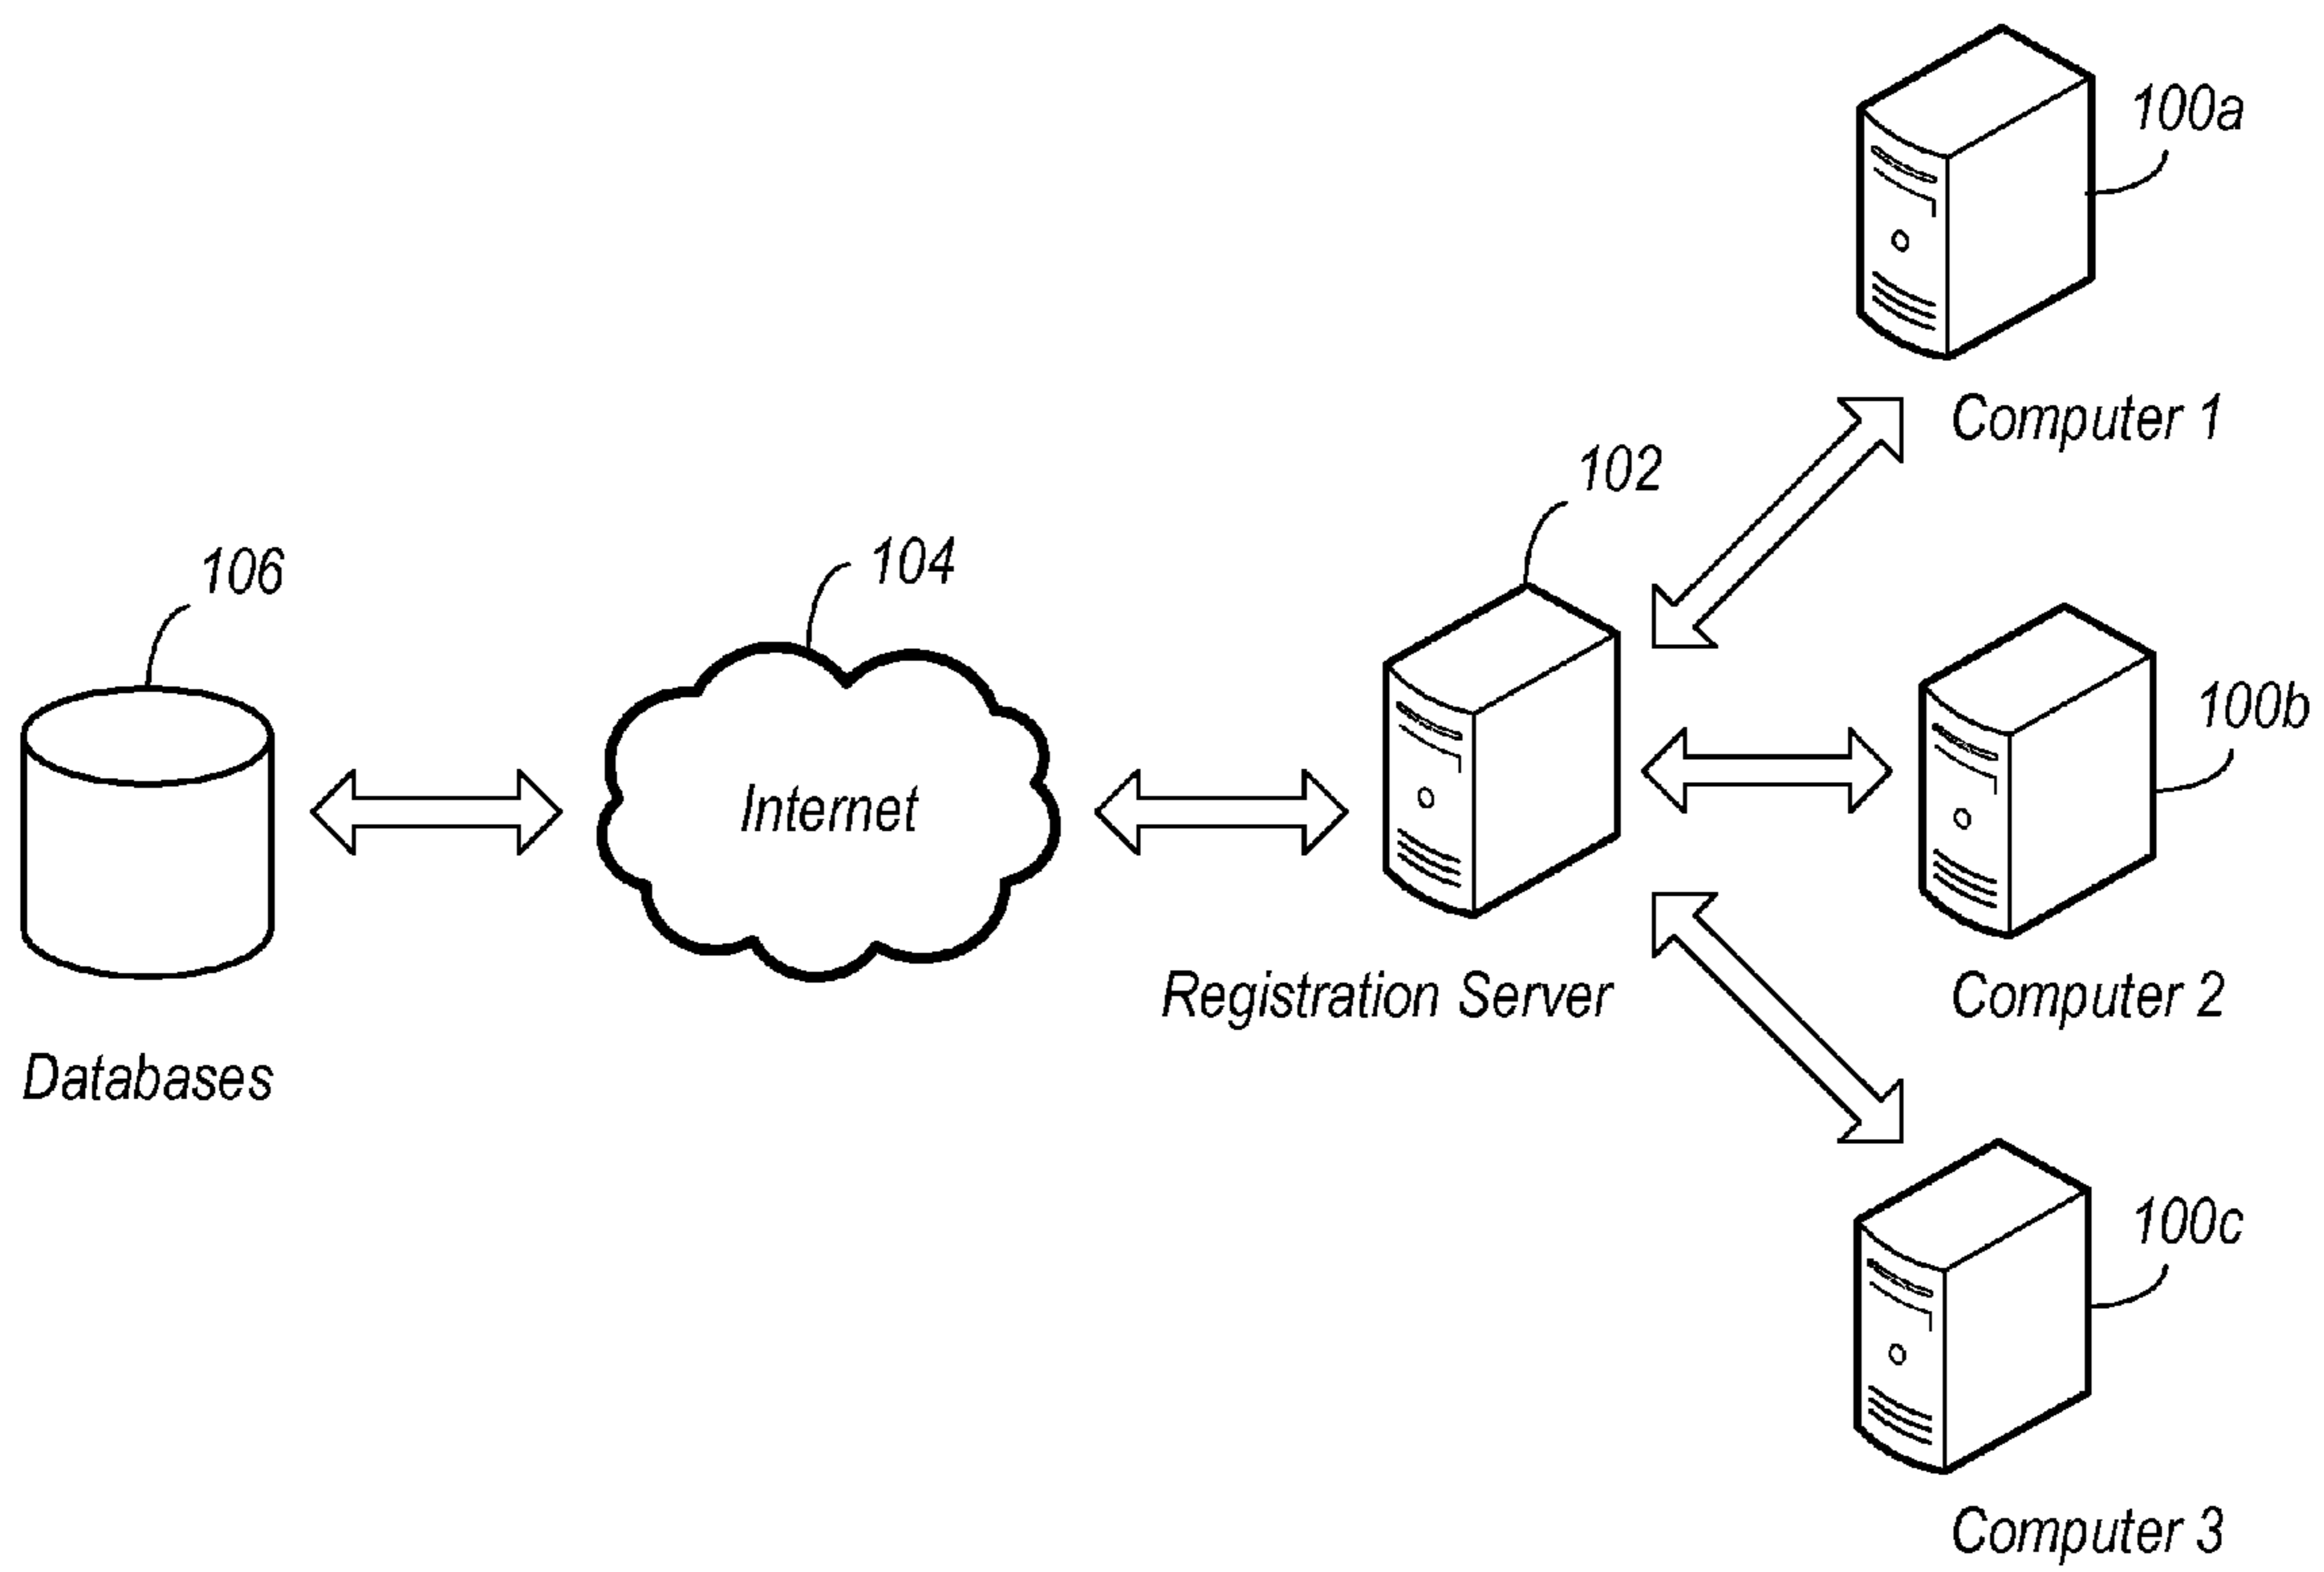 100a
Computer 1
102
104
106
100b
Internet
Registration Server
Computer 2
Databases
100c
Computer 3